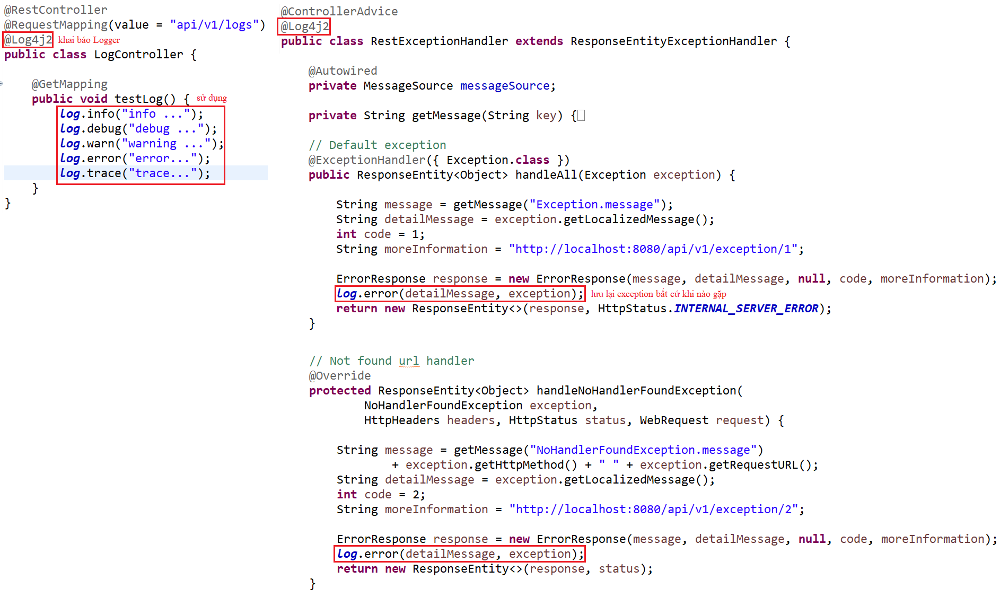 @RestController
@RequestMapping(value = "api/v1/logs")
@Log4j2 khai báo Logger
public class LogController {
@GetMapping
public void testLog() { sử dụng
log.info("info ...");
log.debug("debug ...");
log.warn("warning ...");
log.error("error...");
log.trace("trace...");
}
}
@ControllerAdvice
@Log4j2
public class RestExceptionHandler extends ResponseEntityExceptionHandler {
@Autowired
private MessageSource messageSource;
private String getMessage(String key) {..
// Default exception
@ExceptionHandler({ Exception.class })
public ResponseEntity<Object> handleAll(Exception exception) {
String message = getMessage("Exception.message");
String detailMessage = exception.getLocalizedMessage();
int code = 1;
String moreInformation = "http://localhost:8080/api/v1/exception/1";
ErrorResponse response = new ErrorResponse(message, detailMessage, null, code, moreInformation);
log.error(detailMessage, exception); lưu lại exception bất cứ khi nào gặp
return new ResponseEntity<>(response, HttpStatus.INTERNAL_SERVER_ERROR);
}
// Not found url handler
@Override
protected ResponseEntity<Object> handleNoHandlerFoundException(
NoHandlerFoundException exception,
HttpHeaders headers, HttpStatus status, WebRequest request) {
String message = getMessage("NoHandlerFoundException.message")
+ exception.getHttpMethod() + " " + exception.getRequestURL();
String detailMessage = exception.getLocalizedMessage();
int code = 2;
String moreInformation = "http://localhost:8080/api/v1/exception/2";
ErrorResponse response = new ErrorResponse(message, detailMessage, null, code, moreInformation);
log.error(detailMessage, exception);
return new ResponseEntity<>(response, status);
}